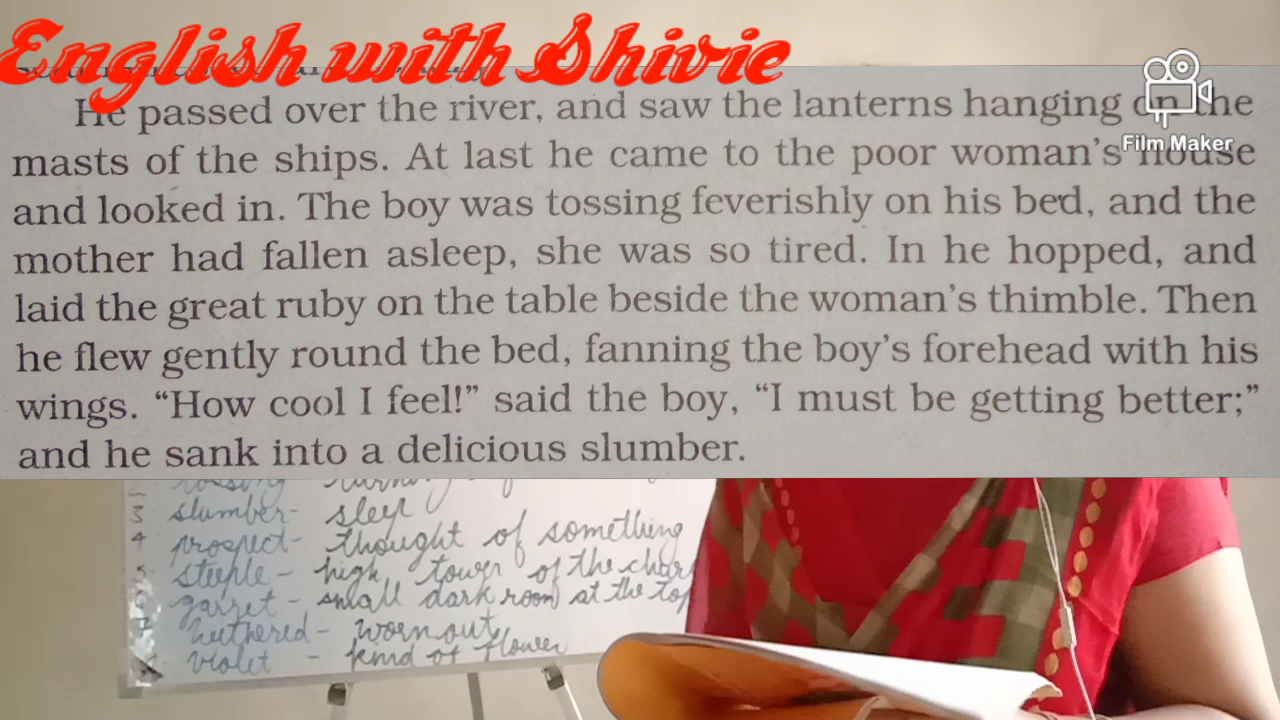 English with Shivie
He passed over the river, and saw the lanterns hanging on the
masts of the ships. At last he came to the poor woman's house
Film Maker
and looked in. The boy was tossing feverishly on his bed, and the
mother had fallen asleep, she was so tired. In he hopped, and
laid the great ruby on the table beside the woman's thimble. Then
he flew gently round the bed, fanning the boy's forehead with his
wings. “How cool I feel!” said the boy, “I must be getting better;”
and he sank into a delicious slumber.
tossing
3 slumber- sleep
4 prospect- thought of something
5 steeple - high tower of the
garret - small dark room at the top
7 wethered - worn out
violet - kind of flower